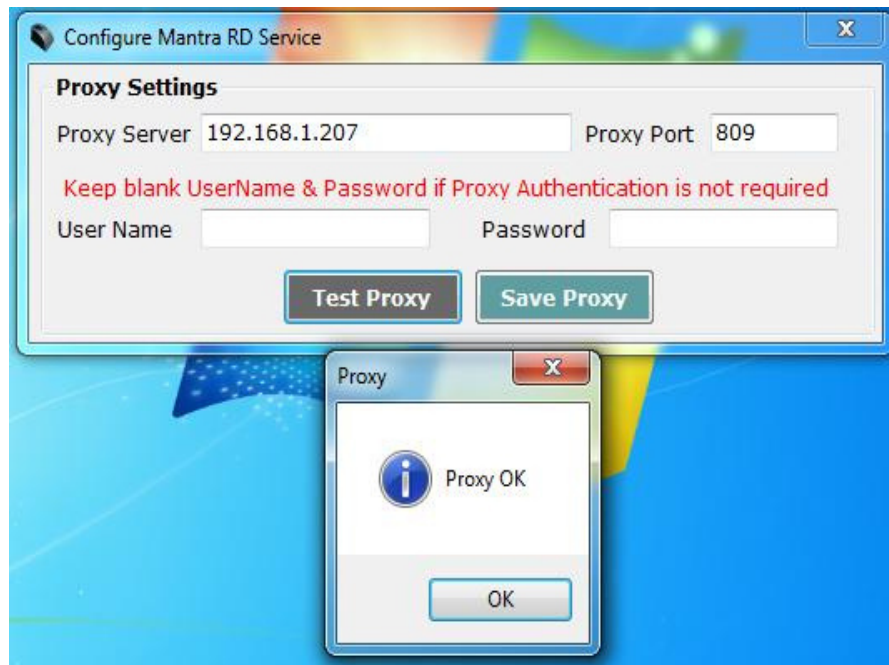 Configure Mantra RD Service
X
Proxy Settings
Proxy Server 192.168.1.207 Proxy Port 809
Keep blank UserName & Password if Proxy Authentication is not required
User Name Password
Test Proxy Save Proxy
Proxy X
Proxy OK
OK